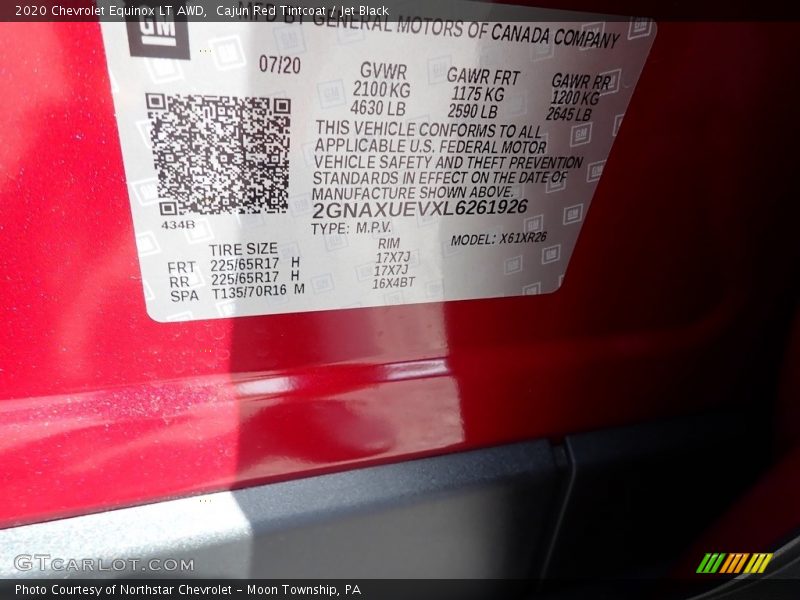 2020 Chevrolet Equinox LT AWD,  Cajun Red Tintcoat / Jet Black
MFD BY GENERAL MOTORS OF CANADA COMPANY
GM
07/20
GVWR GAWR FRT GAWR RR
2100 KG 1175 KG 1200 KG
4630 LB 2590 LB 2645 LB
THIS VEHICLE CONFORMS TO ALL
APPLICABLE U.S. FEDERAL MOTOR
VEHICLE SAFETY AND THEFT PREVENTION
STANDARDS IN EFFECT ON THE DATE OF
MANUFACTURE SHOWN ABOVE.
2GNAXUEVXL6261926
434B
TYPE: M.P.V. MODEL: X61XR26
TIRE SIZE RIM
FRT 225/65R17 H 17X7J
RR 225/65R17 H 17X7J
SPA T135/70R16 M 16X4BT
GTCARLOT.COM
Photo Courtesy of Northstar Chevrolet – Moon Township, PA